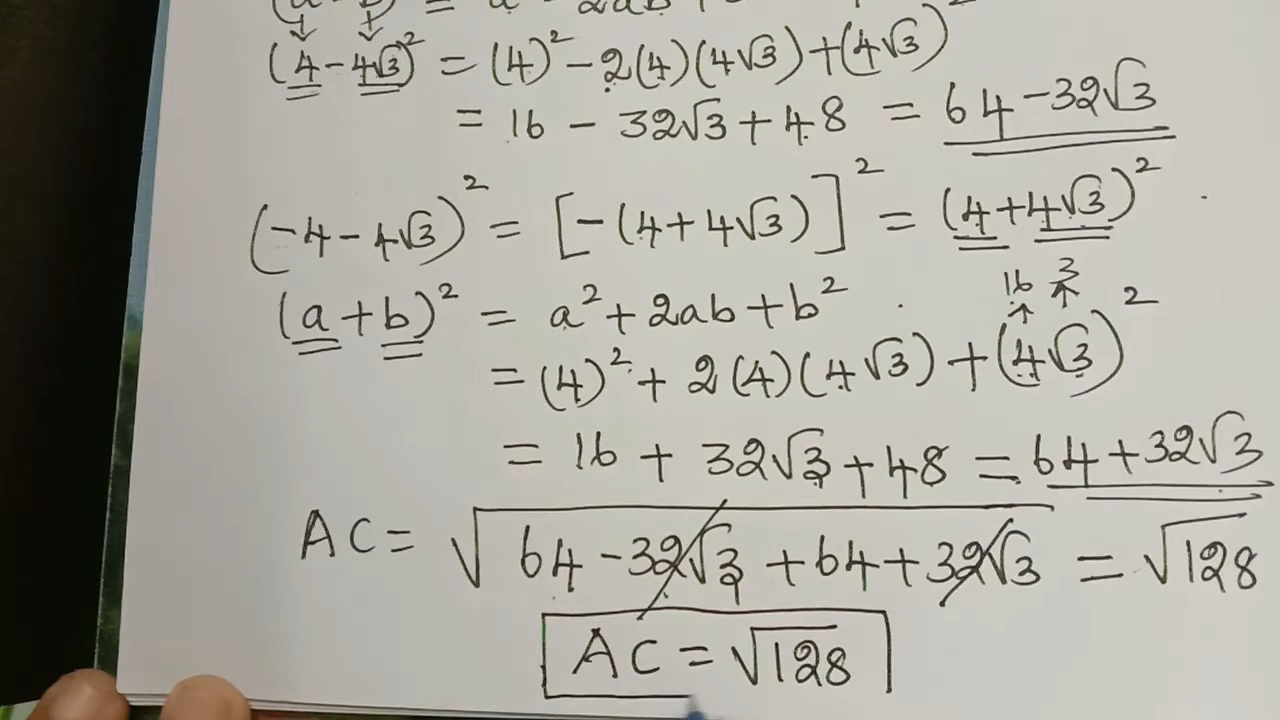 (a - b)² = a² - 2ab +
(4 - 4√3)² = (4)² - 2(4)(4√3) + (4√3)²
= 16 - 32√3 + 48 = 64 - 32√3
(-4 - 4√3)² = [-(4 + 4√3)]² = (4 + 4√3)²
(a + b)² = a² + 2ab + b²
16 3
= (4)² + 2(4)(4√3) + (4√3)²
= 16 + 32√3 + 48 = 64 + 32√3
AC = √64 - 32√3 + 64 + 32√3 = √128
AC = √128